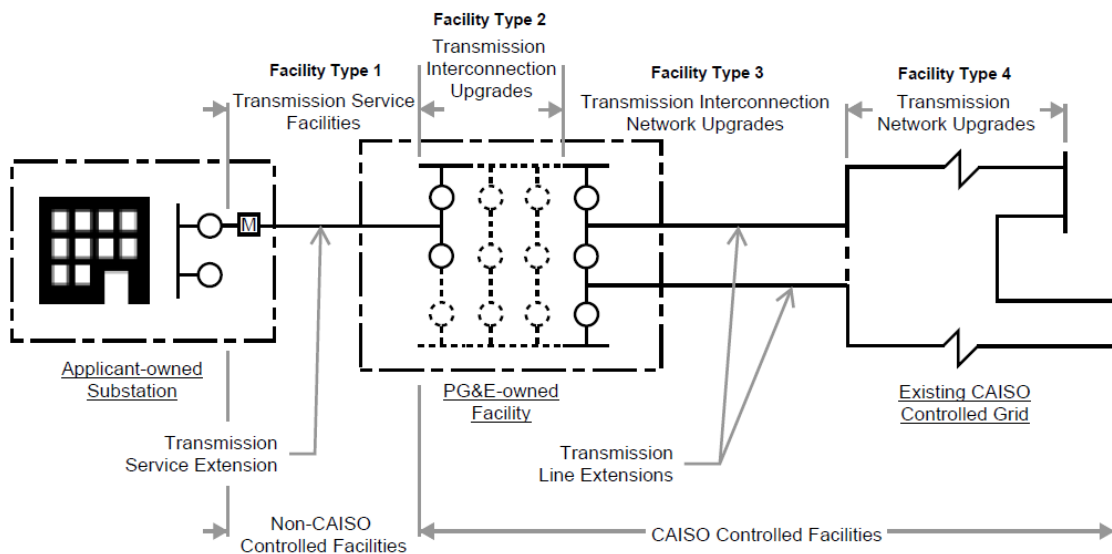 Facility Type 2
Transmission
Interconnection
Upgrades
Facility Type 1
Transmission Service
Facilities
Facility Type 3
Transmission Interconnection
Network Upgrades
Facility Type 4
Transmission
Network Upgrades
M
Applicant-owned
Substation
PG&E-owned
Facility
Existing CAISO
Controlled Grid
Transmission
Service Extension
Transmission
Line Extensions
Non-CAISO
Controlled Facilities
CAISO Controlled Facilities